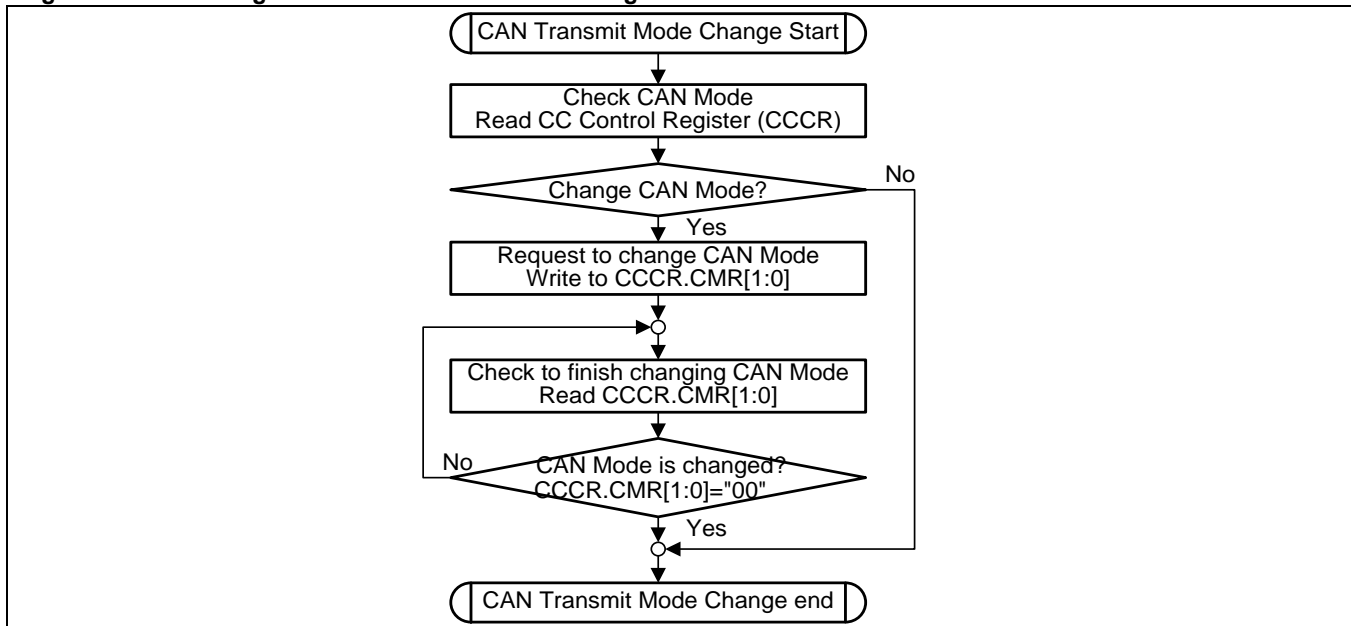 CAN Transmit Mode Change Start
Check CAN Mode
Read CC Control Register (CCCR)
No
Change CAN Mode?
Yes
Request to change CAN Mode
Write to CCCR.CMR[1:0]
Check to finish changing CAN Mode
Read CCCR.CMR[1:0]
No
CAN Mode is changed?
CCCR.CMR[1:0]="00"
Yes
CAN Transmit Mode Change end